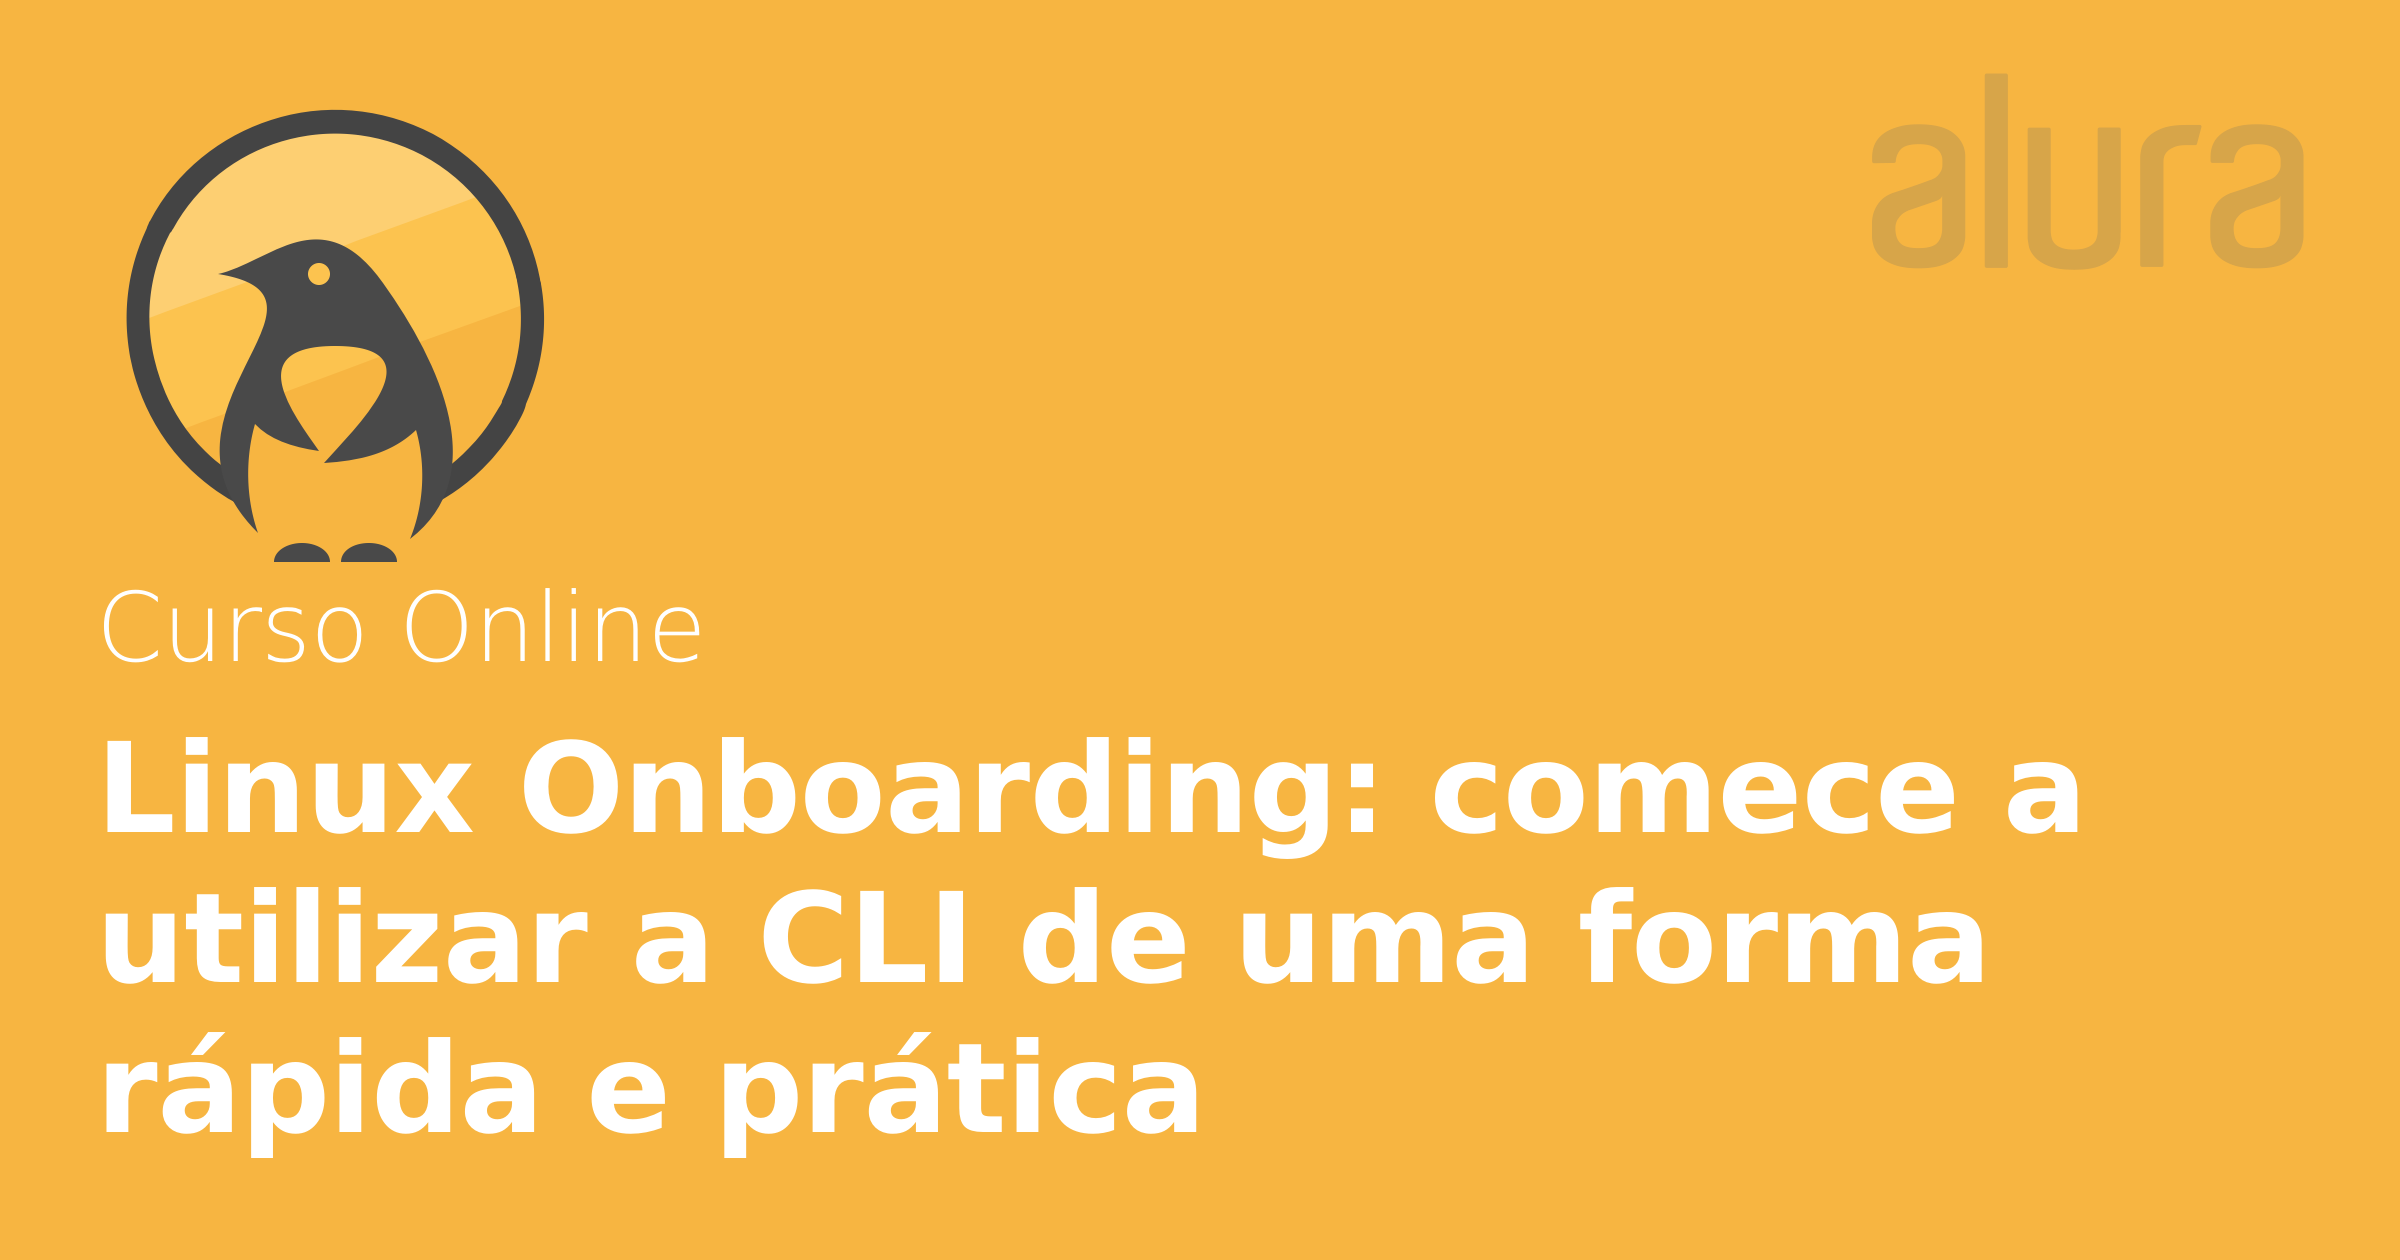 alura
Curso Online
Linux Onboarding: comece a
utilizar a CLI de uma forma
rápida e prática